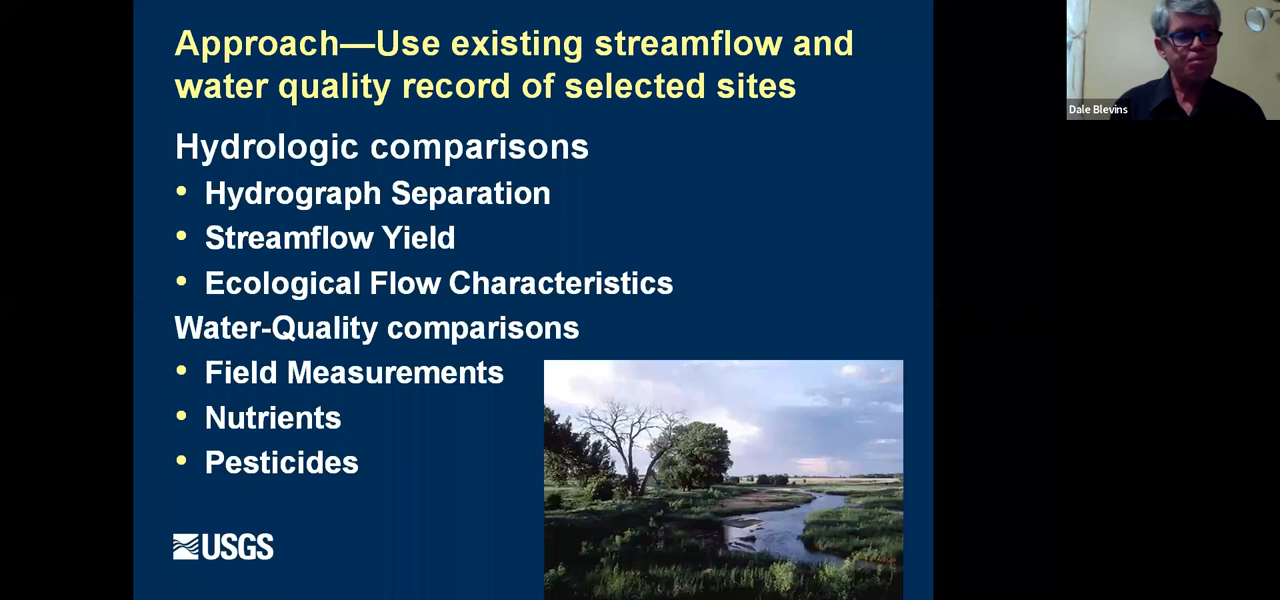 Approach—Use existing streamflow and
water quality record of selected sites
Hydrologic comparisons
• Hydrograph Separation
• Streamflow Yield
• Ecological Flow Characteristics
Water-Quality comparisons
• Field Measurements
• Nutrients
• Pesticides
USGS
Dale Blevins